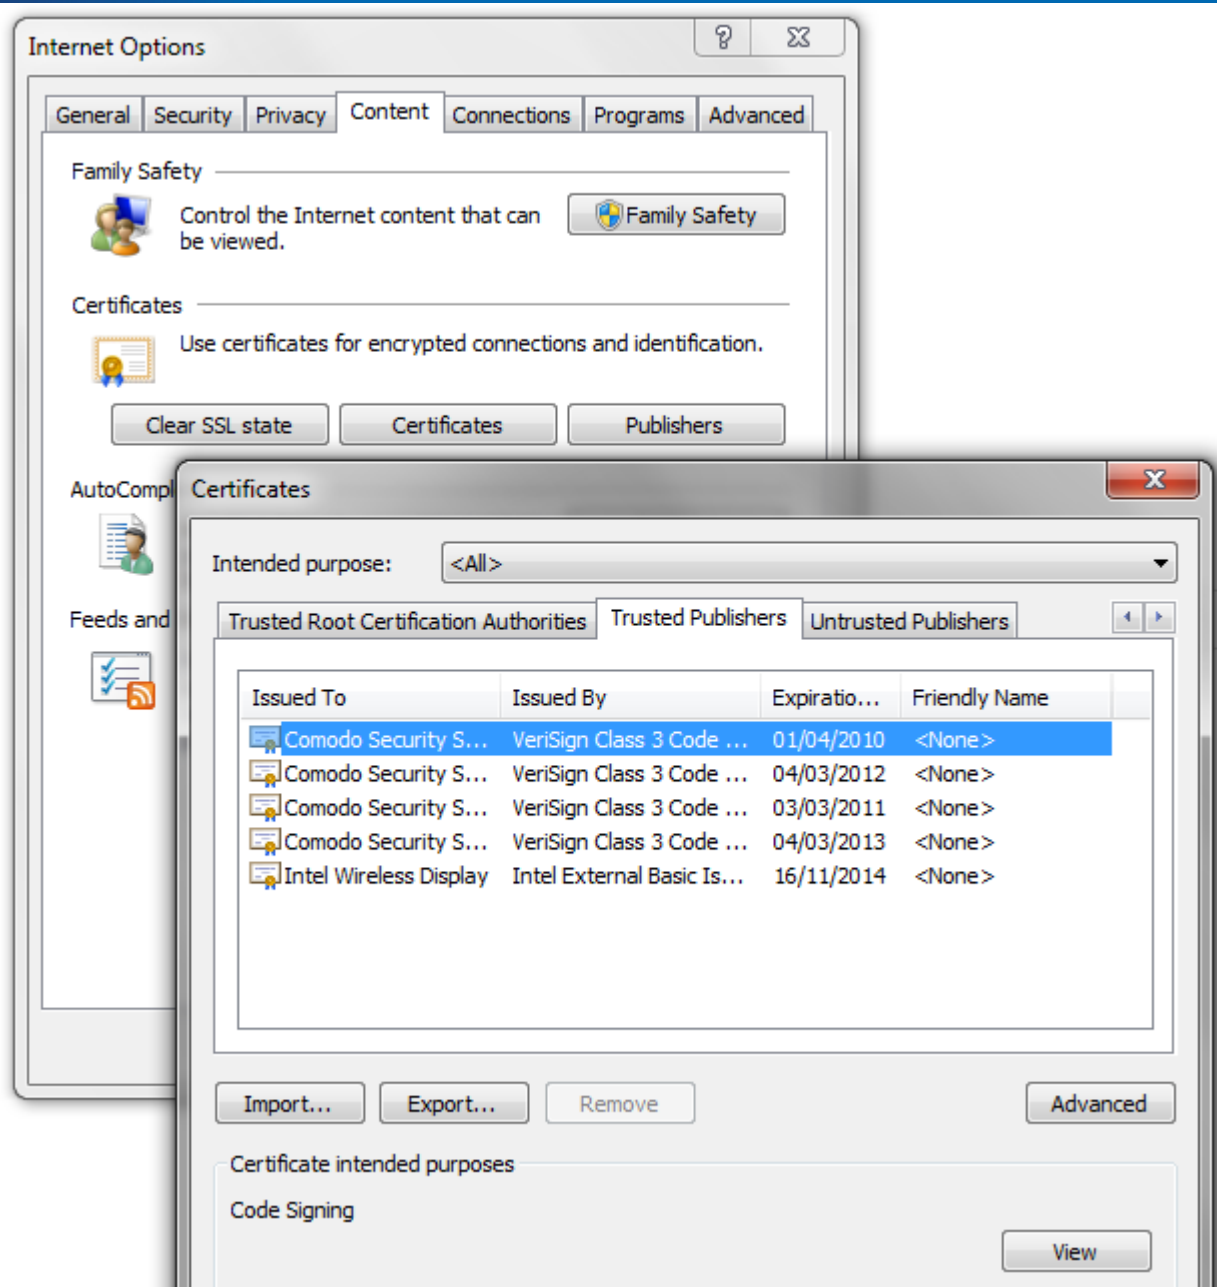 Internet Options
General Security Privacy Content Connections Programs Advanced
Family Safety
Control the Internet content that can
be viewed.
Family Safety
Certificates
Use certificates for encrypted connections and identification.
Clear SSL state Certificates Publishers
AutoCompl
Feeds and
Certificates
Intended purpose: <All>
Trusted Root Certification Authorities Trusted Publishers Untrusted Publishers
Issued To Issued By Expiratio... Friendly Name
Comodo Security S... VeriSign Class 3 Code ... 01/04/2010 <None>
Comodo Security S... VeriSign Class 3 Code ... 04/03/2012 <None>
Comodo Security S... VeriSign Class 3 Code ... 03/03/2011 <None>
Comodo Security S... VeriSign Class 3 Code ... 04/03/2013 <None>
Intel Wireless Display Intel External Basic Is... 16/11/2014 <None>
Import... Export... Remove Advanced
Certificate intended purposes
Code Signing
View